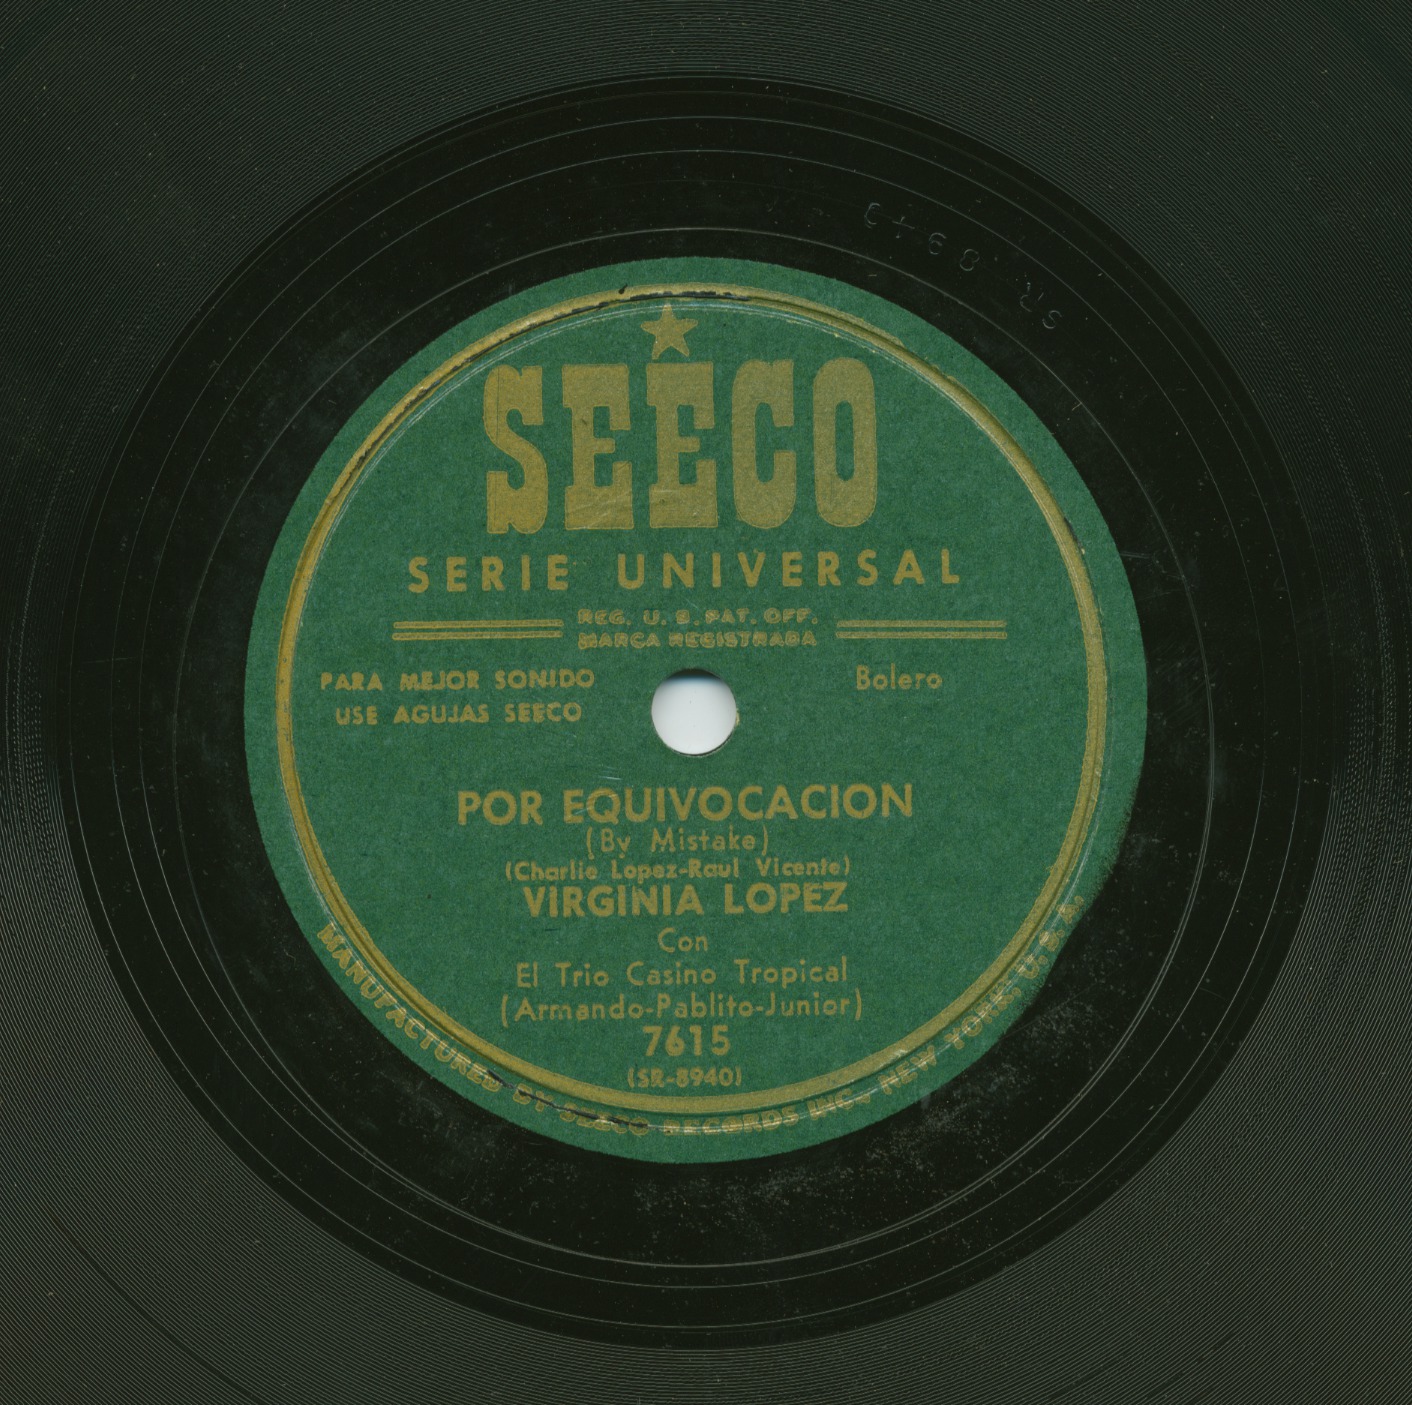 SEECO
SERIE UNIVERSAL
REG. U. S. PAT. OFF.
MARCA REGISTRADA
PARA MEJOR SONIDO
USE AGUJAS SEECO
Bolero
POR EQUIVOCACION
(By Mistake)
(Charlie Lopez-Raul Vicente)
VIRGINIA LOPEZ
Con
El Trio Casino Tropical
(Armando-Pablito-Junior)
7615
(SR-8940)
MANUFACTURED BY SEECO RECORDS INC., NEW YORK, U. S. A.
SR